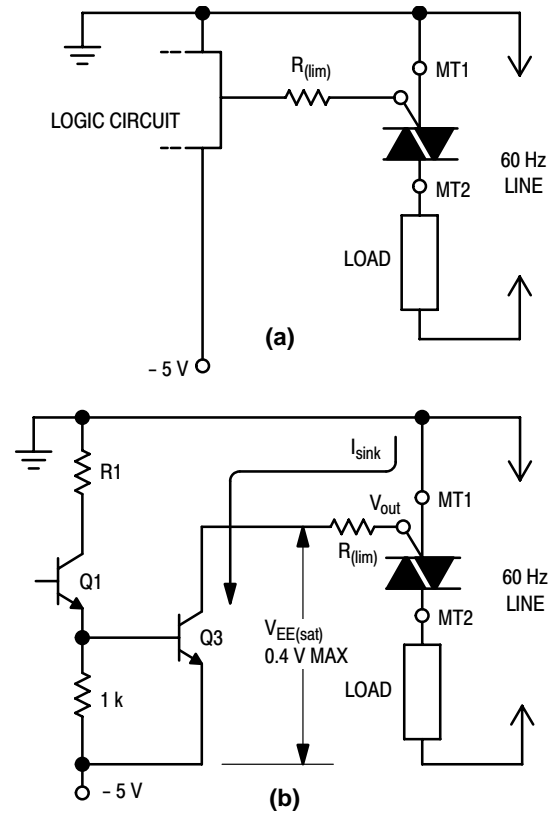 R(lim)
MT1
LOGIC CIRCUIT
60 Hz
LINE
MT2
LOAD
(a)
– 5 V
R1
Isink
Vout
MT1
R(lim)
Q1
60 Hz
LINE
Q3
VEE(sat)
0.4 V MAX
MT2
1 k
LOAD
– 5 V
(b)